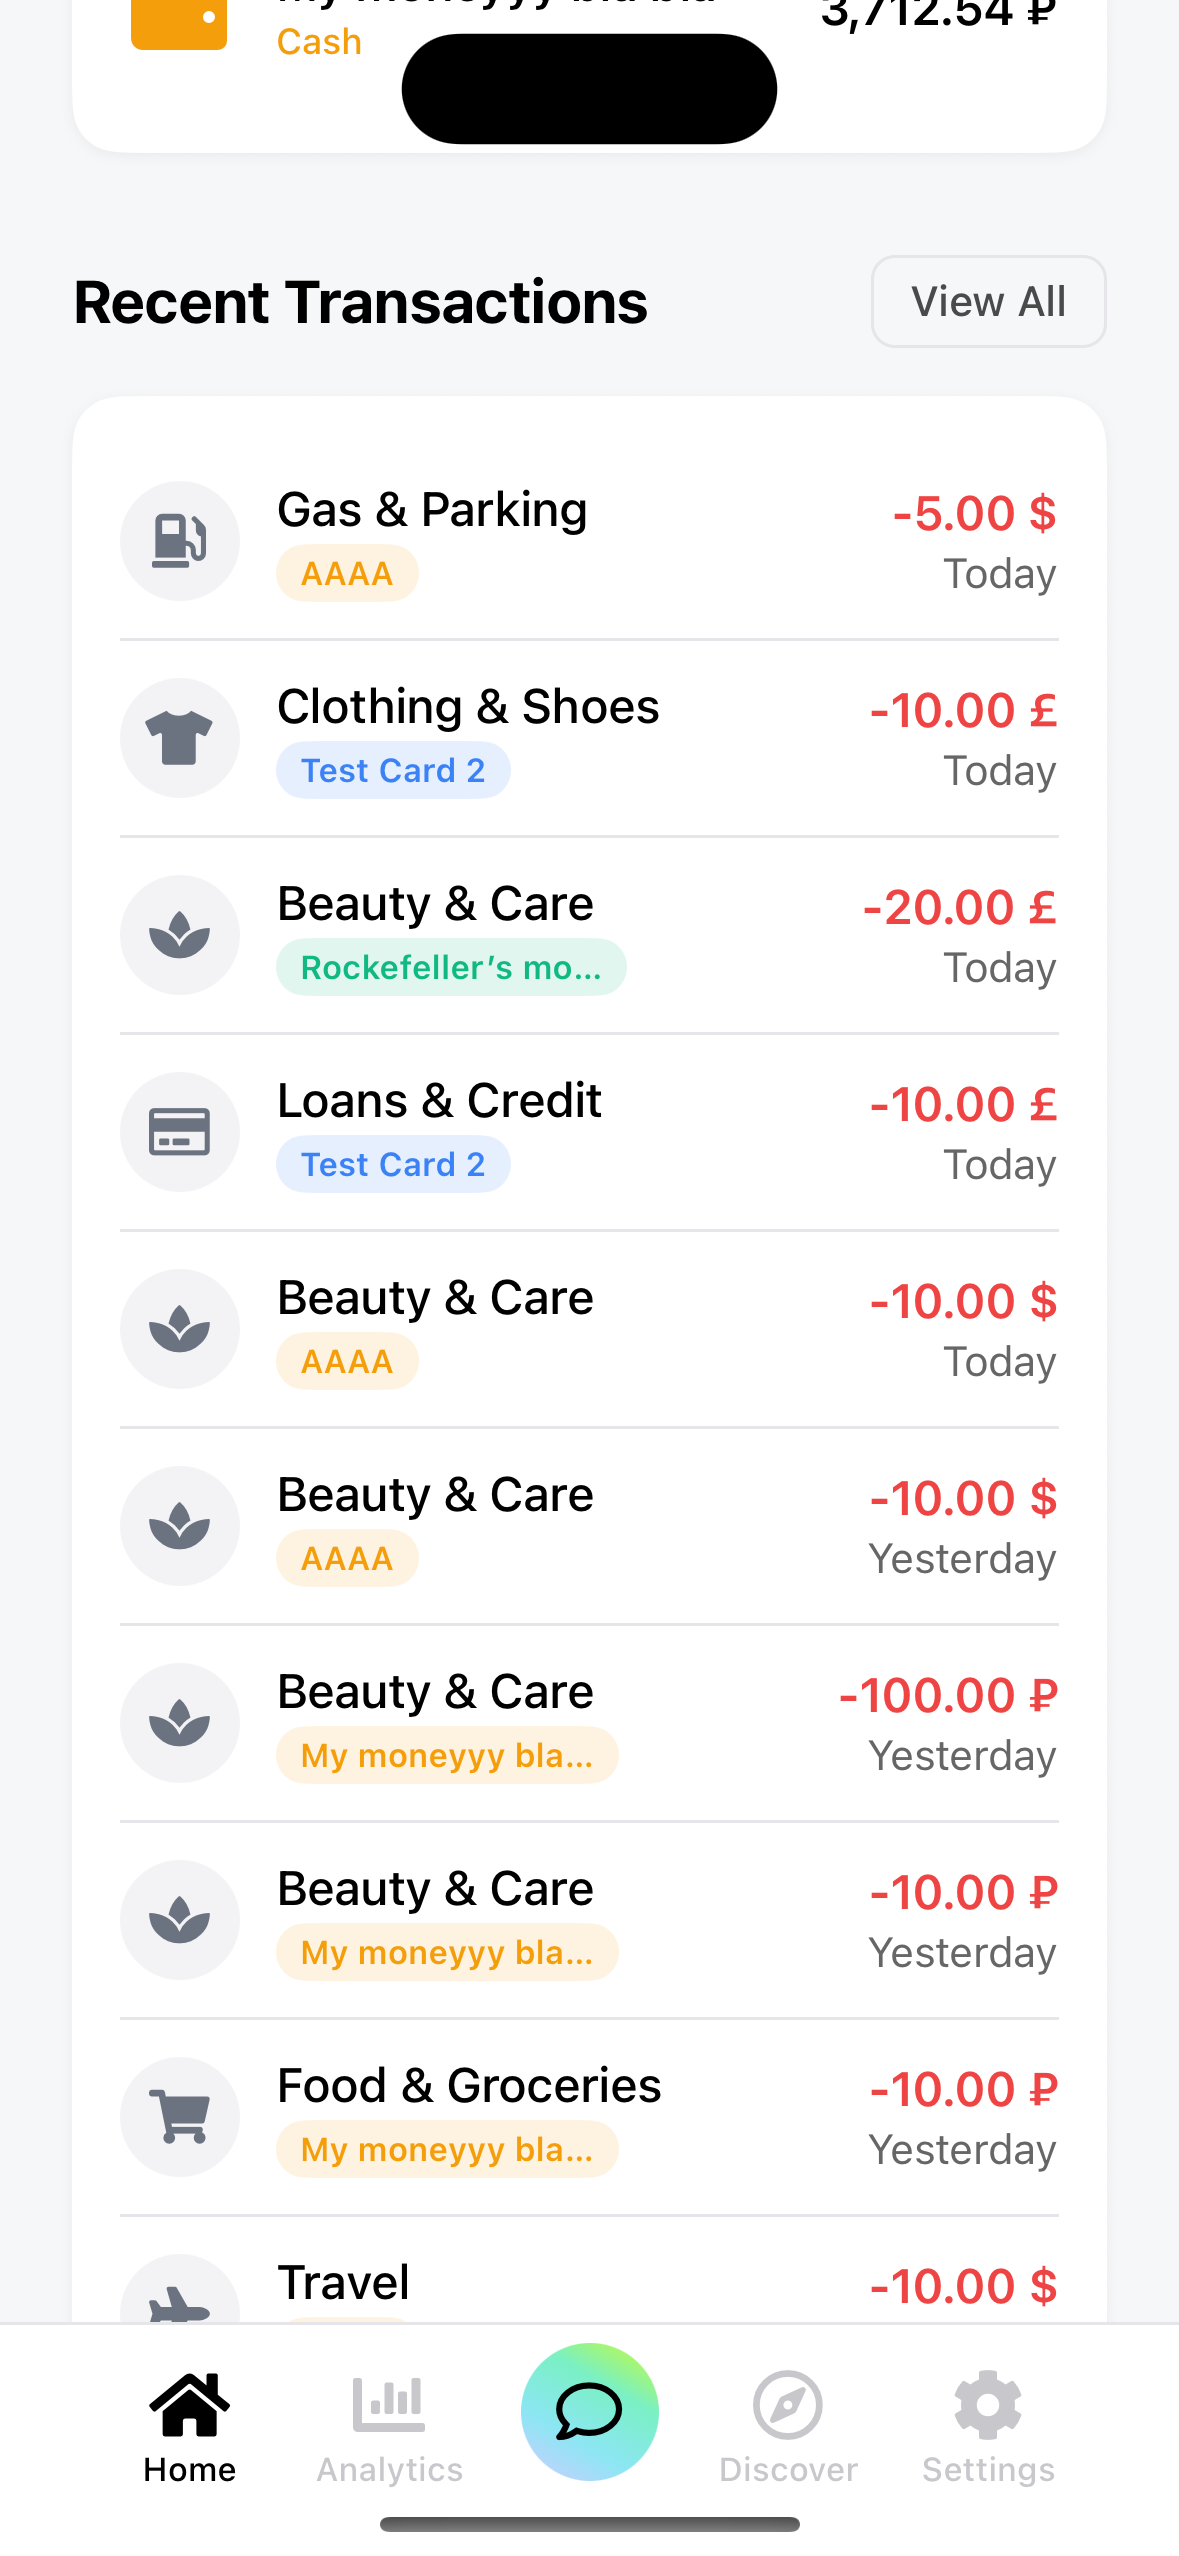 My moneyyy bla bla
3,712.54 ₽
Cash
Recent Transactions
View All
Gas & Parking
-5.00 $
AAAA
Today
Clothing & Shoes
-10.00 £
Test Card 2
Today
Beauty & Care
-20.00 £
Rockefeller’s mo...
Today
Loans & Credit
-10.00 £
Test Card 2
Today
Beauty & Care
-10.00 $
AAAA
Today
Beauty & Care
-10.00 $
AAAA
Yesterday
Beauty & Care
-100.00 ₽
My moneyyy bla...
Yesterday
Beauty & Care
-10.00 ₽
My moneyyy bla...
Yesterday
Food & Groceries
-10.00 ₽
My moneyyy bla...
Yesterday
Travel
-10.00 $
Home
Analytics
Discover
Settings